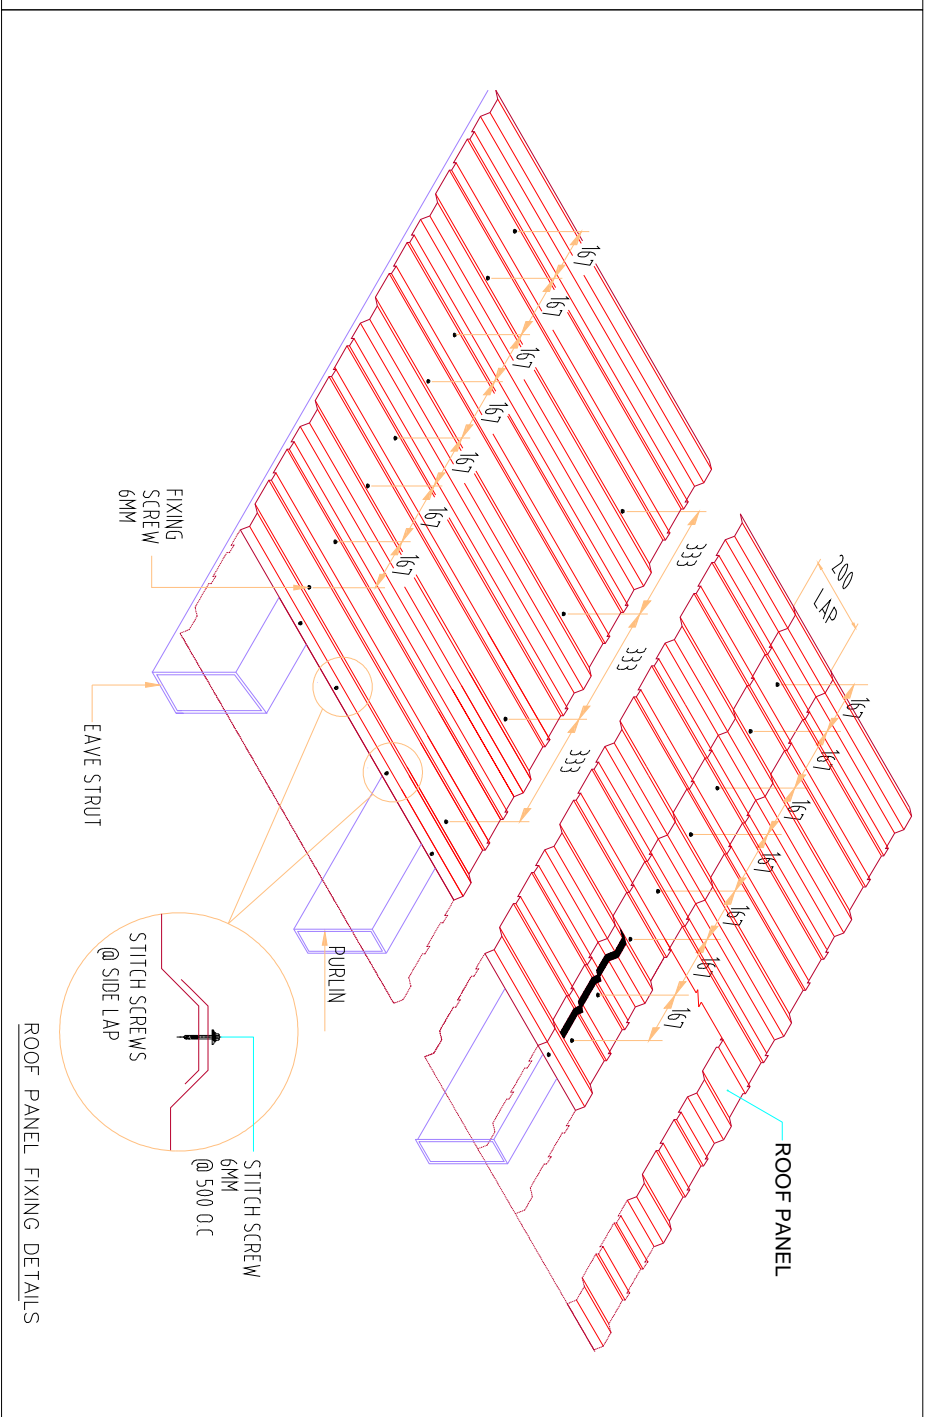 200
LAP
167
167
167
167
167
167
167
ROOF PANEL
333
333
333
167
167
167
167
167
167
167
PURLIN
STITCH SCREW
6MM
@ 500 O.C
FIXING
SCREW
6MM
STITCH SCREWS
@ SIDE LAP
EAVE STRUT
ROOF PANEL FIXING DETAILS